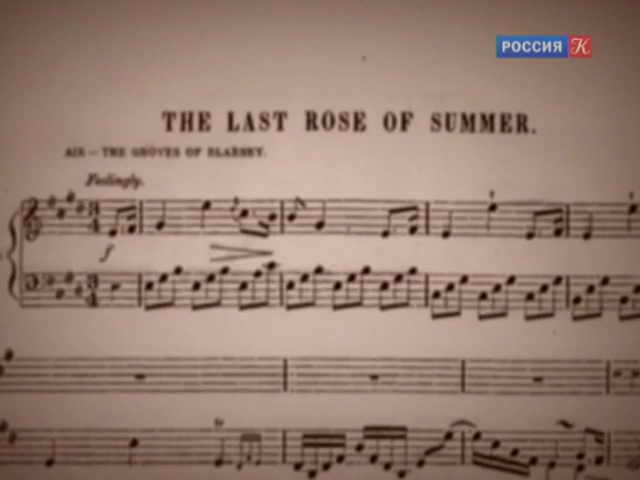 РОССИЯ К
THE LAST ROSE OF SUMMER.
AIR – THE GROVES OF BLARNEY.
Feelingly.
f